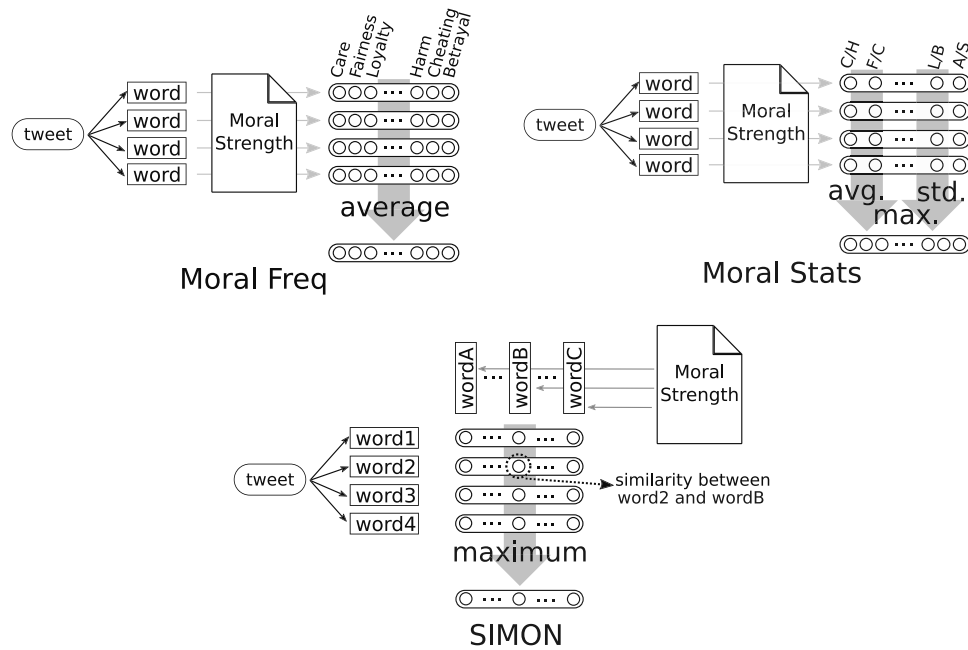 Care
Fairness
Loyalty
Harm
Cheating
Betrayal
tweet
word
word
word
word
Moral
Strength
average
Moral Freq
C/H
F/C
L/B
A/S
tweet
word
word
word
word
Moral
Strength
avg.
std.
max.
Moral Stats
wordA
wordB
wordC
Moral
Strength
tweet
word1
word2
word3
word4
similarity between
word2 and wordB
maximum
SIMON